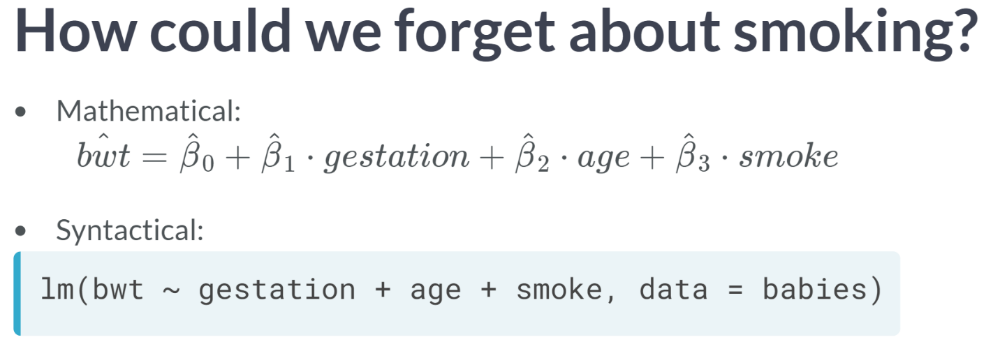 How could we forget about smoking?
• Mathematical:
$\hat{bwt} = \hat{\beta}_0 + \hat{\beta}_1 \cdot gestation + \hat{\beta}_2 \cdot age + \hat{\beta}_3 \cdot smoke$
• Syntactical:
lm(bwt ~ gestation + age + smoke, data = babies)